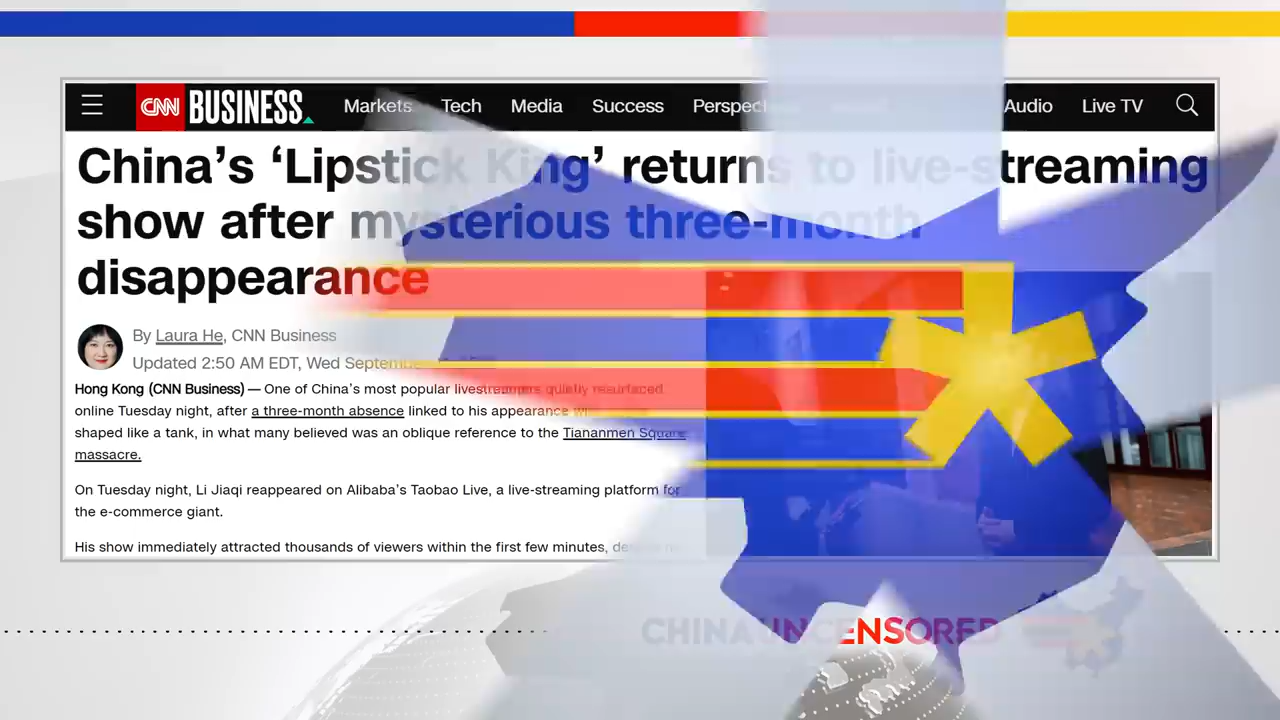 CNN BUSINESS Markets Tech Media Success Audio Live TV
China's 'Lipstick King' returns to live-streaming
show after mysterious three-month
disappearance
By Laura He, CNN Business
Updated 2:50 AM EDT, Wed
Hong Kong (CNN Business) — One of China's most popular livestreamers quietly resurfaced
online Tuesday night, after a three-month absence linked to his appearance
shaped like a tank, in what many believed was an oblique reference to the Tiananmen Square
massacre.
On Tuesday night, Li Jiaqi reappeared on Alibaba's Taobao Live, a live-streaming platform for
the e-commerce giant.
His show immediately attracted thousands of viewers within the first few minutes,
CHINA UNCENSORED